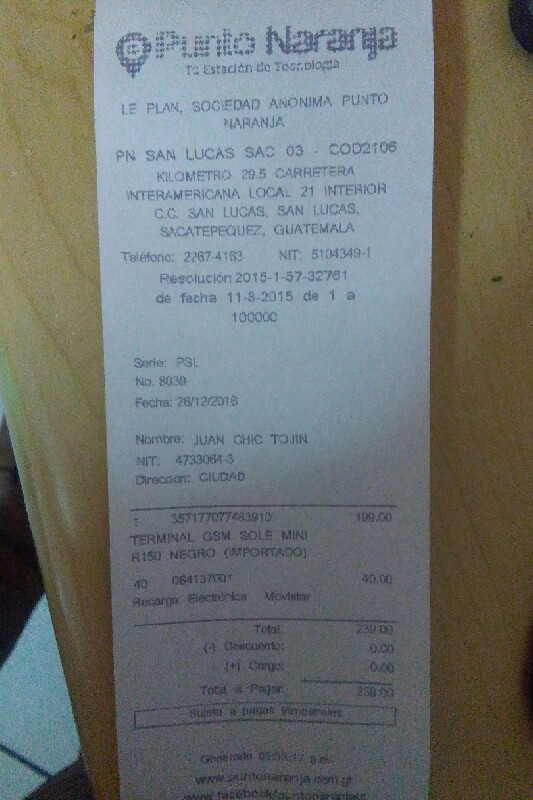 Punto Naranja
Tu Estación de Tecnología
LE PLAN, SOCIEDAD ANONIMA PUNTO
NARANJA
PN SAN LUCAS SAC 03 - COD2106
KILOMETRO 29.5 CARRETERA
INTERAMERICANA LOCAL 21 INTERIOR
C.C. SAN LUCAS, SAN LUCAS,
SACATEPEQUEZ, GUATEMALA
Teléfono: 2267-4183 NIT: 5104349-1
Resolución 2015-1-57-32761
de fecha 11-8-2015 de 1 a
100000
Serie: PSL
No. 8039
Fecha: 26/12/2016
Nombre: JUAN CHIC TOJIN
NIT: 4733064-3
Direccion: CIUDAD
1 357177077483910 199.00
TERMINAL GSM SOLE MINI
R150 NEGRO (IMPORTADO)
40 064137001 40.00
Recarga Electrónica Movistar
Total: 239.00
(-) Descuento: 0.00
(+) Cargo: 0.00
Total a Pagar: 239.00
Sujeto a pagos trimestrales
Generado
www.puntonaranja.com.gt
www.facebook/puntonaranjagt